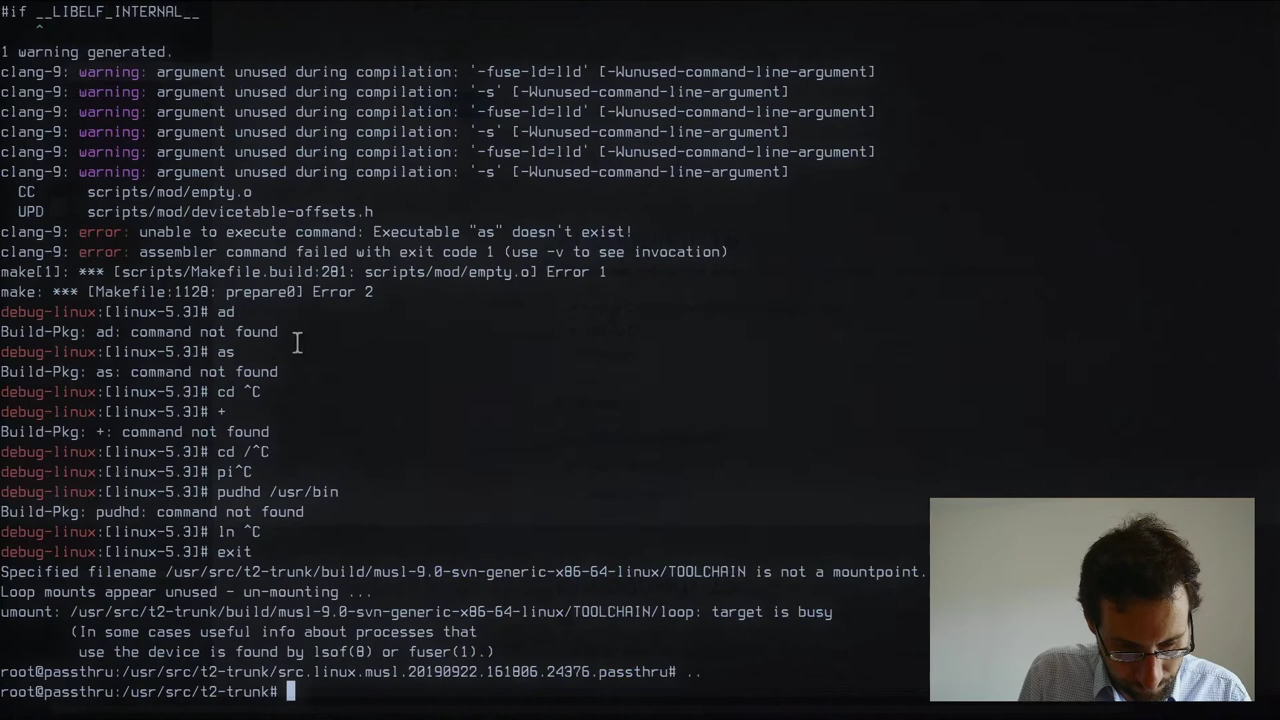 #if __LIBELF_INTERNAL__
^
1 warning generated.
clang-9: warning: argument unused during compilation: '-fuse-ld=lld' [-Wunused-command-line-argument]
clang-9: warning: argument unused during compilation: '-s' [-Wunused-command-line-argument]
clang-9: warning: argument unused during compilation: '-fuse-ld=lld' [-Wunused-command-line-argument]
clang-9: warning: argument unused during compilation: '-s' [-Wunused-command-line-argument]
clang-9: warning: argument unused during compilation: '-fuse-ld=lld' [-Wunused-command-line-argument]
clang-9: warning: argument unused during compilation: '-s' [-Wunused-command-line-argument]
CC scripts/mod/empty.o
UPD scripts/mod/devicetable-offsets.h
clang-9: error: unable to execute command: Executable "as" doesn't exist!
clang-9: error: assembler command failed with exit code 1 (use -v to see invocation)
make[1]: *** [scripts/Makefile.build:281: scripts/mod/empty.o] Error 1
make: *** [Makefile:1128: prepare0] Error 2
debug-linux:[linux-5.3]# ad
Build-Pkg: ad: command not found
debug-linux:[linux-5.3]# as
Build-Pkg: as: command not found
debug-linux:[linux-5.3]# cd ^C
debug-linux:[linux-5.3]# +
Build-Pkg: +: command not found
debug-linux:[linux-5.3]# cd /^C
debug-linux:[linux-5.3]# pi^C
debug-linux:[linux-5.3]# pudhd /usr/bin
Build-Pkg: pudhd: command not found
debug-linux:[linux-5.3]# ln ^C
debug-linux:[linux-5.3]# exit
Specified filename /usr/src/t2-trunk/build/musl-9.0-svn-generic-x86-64-linux/TOOLCHAIN is not a mountpoint.
Loop mounts appear unused - un-mounting ...
umount: /usr/src/t2-trunk/build/musl-9.0-svn-generic-x86-64-linux/TOOLCHAIN/loop: target is busy
(In some cases useful info about processes that
use the device is found by lsof(8) or fuser(1).)
root@passthru:/usr/src/t2-trunk/src.linux.musl.20190922.161806.24376.passthru# ..
root@passthru:/usr/src/t2-trunk#